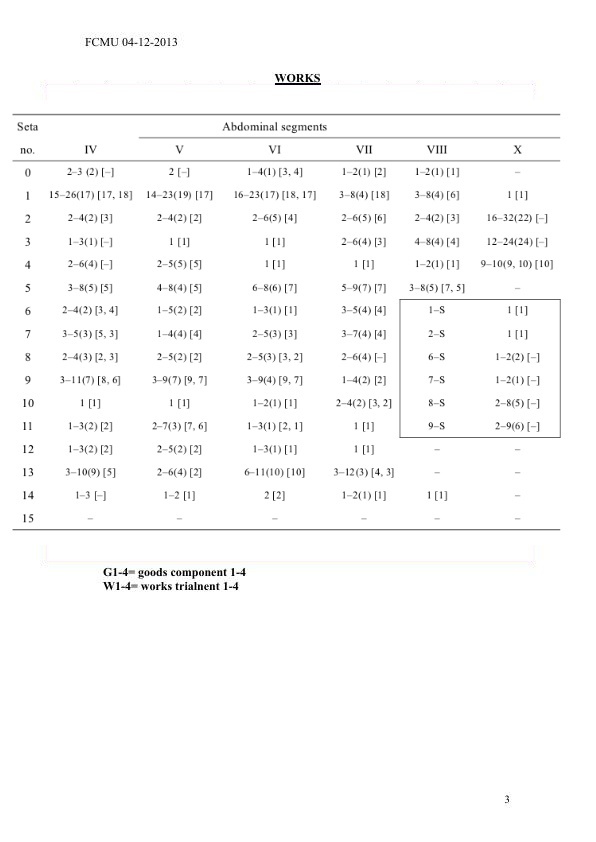 FCMU 04-12-2013
WORKS
Seta Abdominal segments
no. IV V VI VII VIII X
0 2–3 (2) [–] 2 [–] 1–4(1) [3, 4] 1–2(1) [2] 1–2(1) [1] –
1 15–26(17) [17, 18] 14–23(19) [17] 16–23(17) [18, 17] 3–8(4) [18] 3–8(4) [6] 1 [1]
2 2–4(2) [3] 2–4(2) [2] 2–6(5) [4] 2–6(5) [6] 2–4(2) [3] 16–32(22) [–]
3 1–3(1) [–] 1 [1] 1 [1] 2–6(4) [3] 4–8(4) [4] 12–24(24) [–]
4 2–6(4) [–] 2–5(5) [5] 1 [1] 1 [1] 1–2(1) [1] 9–10(9, 10) [10]
5 3–8(5) [5] 4–8(4) [5] 6–8(6) [7] 5–9(7) [7] 3–8(5) [7, 5] –
6 2–4(2) [3, 4] 1–5(2) [2] 1–3(1) [1] 3–5(4) [4] 1–S 1 [1]
7 3–5(3) [5, 3] 1–4(4) [4] 2–5(3) [3] 3–7(4) [4] 2–S 1 [1]
8 2–4(3) [2, 3] 2–5(2) [2] 2–5(3) [3, 2] 2–6(4) [–] 6–S 1–2(2) [–]
9 3–11(7) [8, 6] 3–9(7) [9, 7] 3–9(4) [9, 7] 1–4(2) [2] 7–S 1–2(1) [–]
10 1 [1] 1 [1] 1–2(1) [1] 2–4(2) [3, 2] 8–S 2–8(5) [–]
11 1–3(2) [2] 2–7(3) [7, 6] 1–3(1) [2, 1] 1 [1] 9–S 2–9(6) [–]
12 1–3(2) [2] 2–5(2) [2] 1–3(1) [1] 1 [1] – –
13 3–10(9) [5] 2–6(4) [2] 6–11(10) [10] 3–12(3) [4, 3] – –
14 1–3 [–] 1–2 [1] 2 [2] 1–2(1) [1] 1 [1] –
15 – – – – – –
G1-4= goods component 1-4
W1-4= works trialnent 1-4
3